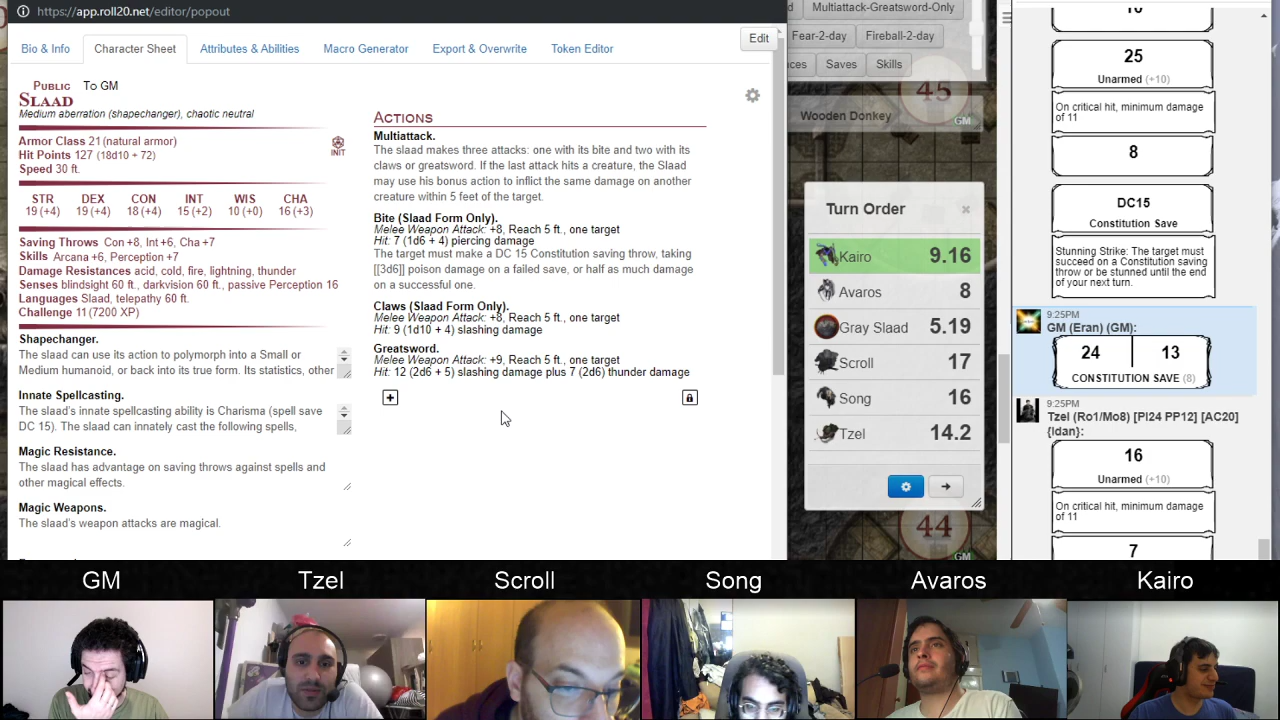 https://app.roll20.net/editor/popout
Bio & Info
Character Sheet
Attributes & Abilities
Macro Generator
Export & Overwrite
Token Editor
Edit
Public To GM
Slaad
Medium aberration (shapechanger), chaotic neutral
Armor Class 21 (natural armor)
Hit Points 127 (18d10 + 72)
Speed 30 ft.
INIT
STR DEX CON INT WIS CHA
19 (+4) 19 (+4) 18 (+4) 15 (+2) 10 (+0) 16 (+3)
Saving Throws Con +8, Int +6, Cha +7
Skills Arcana +6, Perception +7
Damage Resistances acid, cold, fire, lightning, thunder
Senses blindsight 60 ft., darkvision 60 ft., passive Perception 16
Languages Slaad, telepathy 60 ft.
Challenge 11 (7200 XP)
Shapechanger.
The slaad can use its action to polymorph into a Small or
Medium humanoid, or back into its true form. Its statistics, other
Innate Spellcasting.
The slaad's innate spellcasting ability is Charisma (spell save
DC 15). The slaad can innately cast the following spells,
Magic Resistance.
The slaad has advantage on saving throws against spells and
other magical effects.
Magic Weapons.
The slaad's weapon attacks are magical.
Actions
Multiattack.
The slaad makes three attacks: one with its bite and two with its
claws or greatsword. If the last attack hits a creature, the Slaad
may use his bonus action to inflict the same damage on another
creature within 5 feet of the target.
Bite (Slaad Form Only).
Melee Weapon Attack: +8, Reach 5 ft., one target
Hit: 7 (1d6 + 4) piercing damage
The target must make a DC 15 Constitution saving throw, taking
[[3d6]] poison damage on a failed save, or half as much damage
on a successful one.
Claws (Slaad Form Only).
Melee Weapon Attack: +8, Reach 5 ft., one target
Hit: 9 (1d10 + 4) slashing damage
Greatsword.
Melee Weapon Attack: +9, Reach 5 ft., one target
Hit: 12 (2d6 + 5) slashing damage plus 7 (2d6) thunder damage
Multiattack-Greatsword-Only
Fear-2-day
Fireball-2-day
nces
Saves
Skills
45
GM
Wooden Donkey
Turn Order
Kairo 9.16
Avaros 8
Gray Slaad 5.19
Scroll 17
Song 16
Tzel 14.2
44
GM
25
Unarmed (+10)
On critical hit, minimum damage
of 11
8
DC15
Constitution Save
Stunning Strike: The target must
succeed on a Constitution saving
throw or be stunned until the end
of your next turn.
9:25PM
GM (Eran) (GM):
24 13
CONSTITUTION SAVE (8)
9:25PM
Tzel (Ro1/Mo8) [PI24 PP12] [AC20]
{Idan}:
16
Unarmed (+10)
On critical hit, minimum damage
of 11
7
GM
Tzel
Scroll
Song
Avaros
Kairo